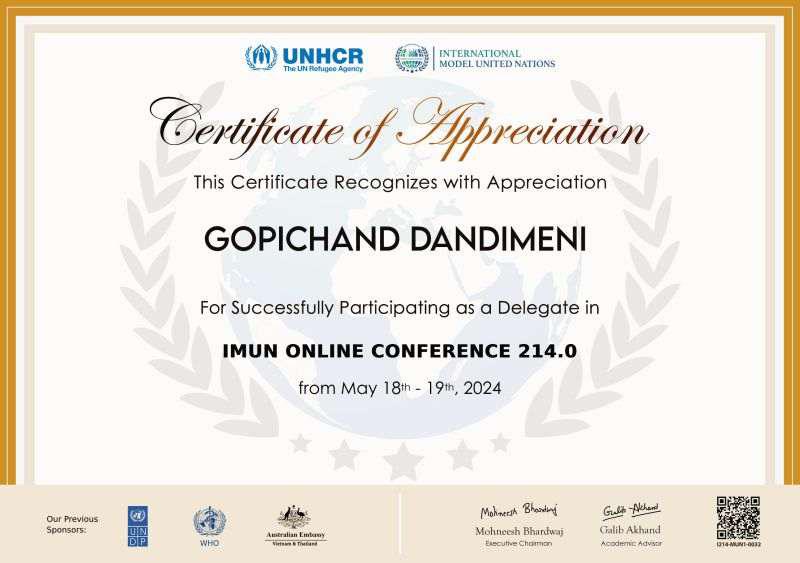 UNHCR
The UN Refugee Agency
INTERNATIONAL
MODEL UNITED NATIONS
Certificate of Appreciation
This Certificate Recognizes with Appreciation
GOPICHAND DANDIMENI
For Successfully Participating as a Delegate in
IMUN ONLINE CONFERENCE 214.0
from May 18th - 19th, 2024
Our Previous
Sponsors:
UN
DP
WHO
Australian Embassy
Vietnam & Thailand
Mohneesh Bhardwaj
Mohneesh Bhardwaj
Executive Chairman
Galib Akhand
Galib Akhand
Academic Advisor
I214-MUN1-0032